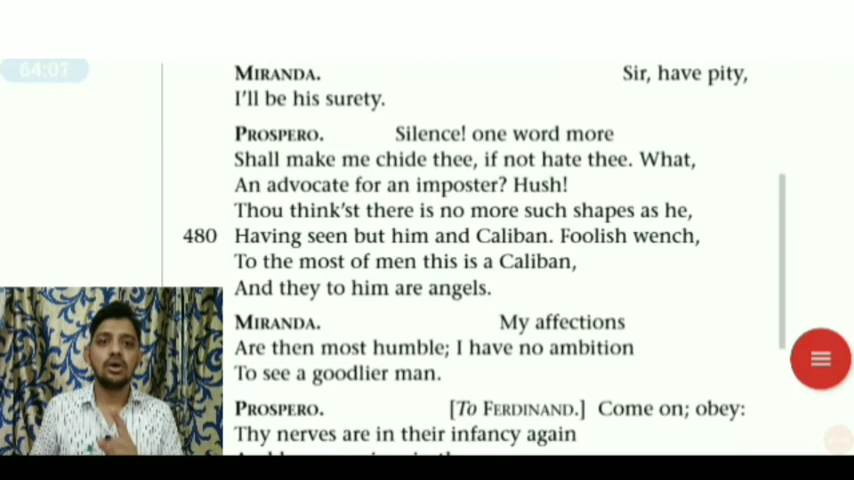 64:07
MIRANDA. Sir, have pity,
I'll be his surety.
PROSPERO. Silence! one word more
Shall make me chide thee, if not hate thee. What,
An advocate for an imposter? Hush!
Thou think'st there is no more such shapes as he,
480 Having seen but him and Caliban. Foolish wench,
To the most of men this is a Caliban,
And they to him are angels.
MIRANDA. My affections
Are then most humble; I have no ambition
To see a goodlier man.
PROSPERO. [To FERDINAND.] Come on; obey:
Thy nerves are in their infancy again